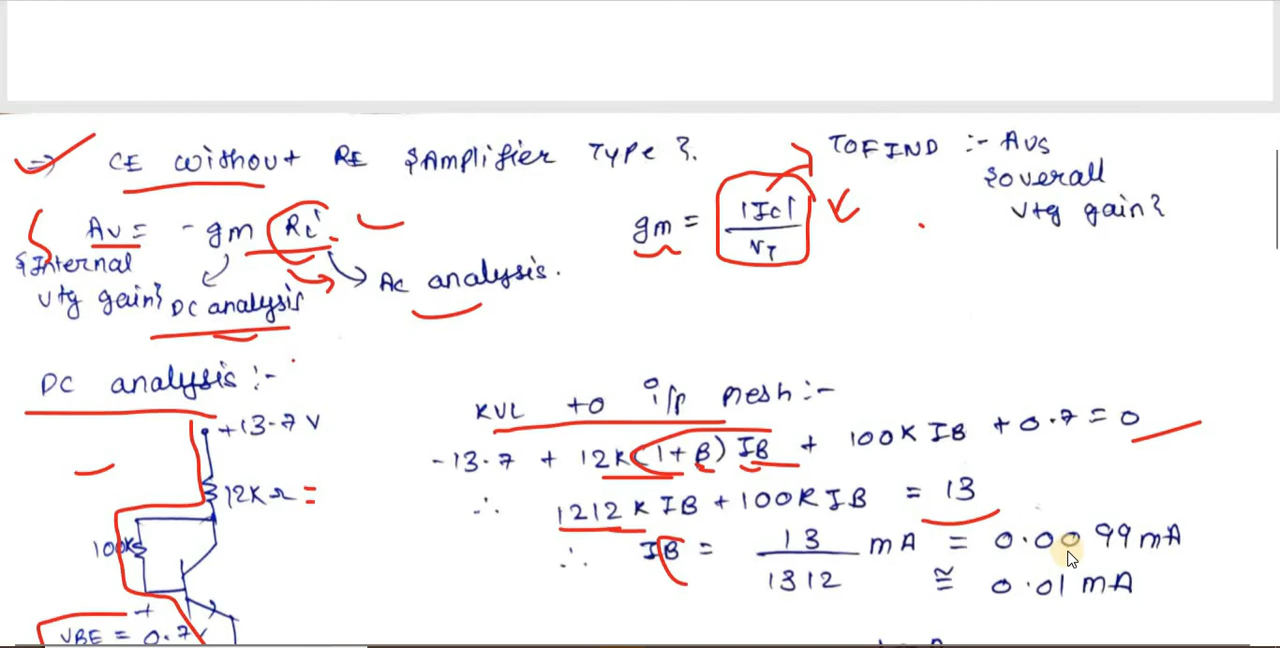 ⇒ CE without RE {Amplifier Type}.
TO FIND :- AVS
{overall vtg gain}
Av = - gm RL'
gm = |Ic| / VT
{Internal vtg gain}
DC analysis
AC analysis.
DC analysis :-
+13.7 V
12KΩ
100K
+
VBE = 0.7V
KVL to i/p mesh :-
-13.7 + 12K(1+β) IB + 100K IB + 0.7 = 0
∴ 1212K IB + 100K IB = 13
∴ IB = 13 / 1312 mA = 0.0099 mA
≅ 0.01 mA